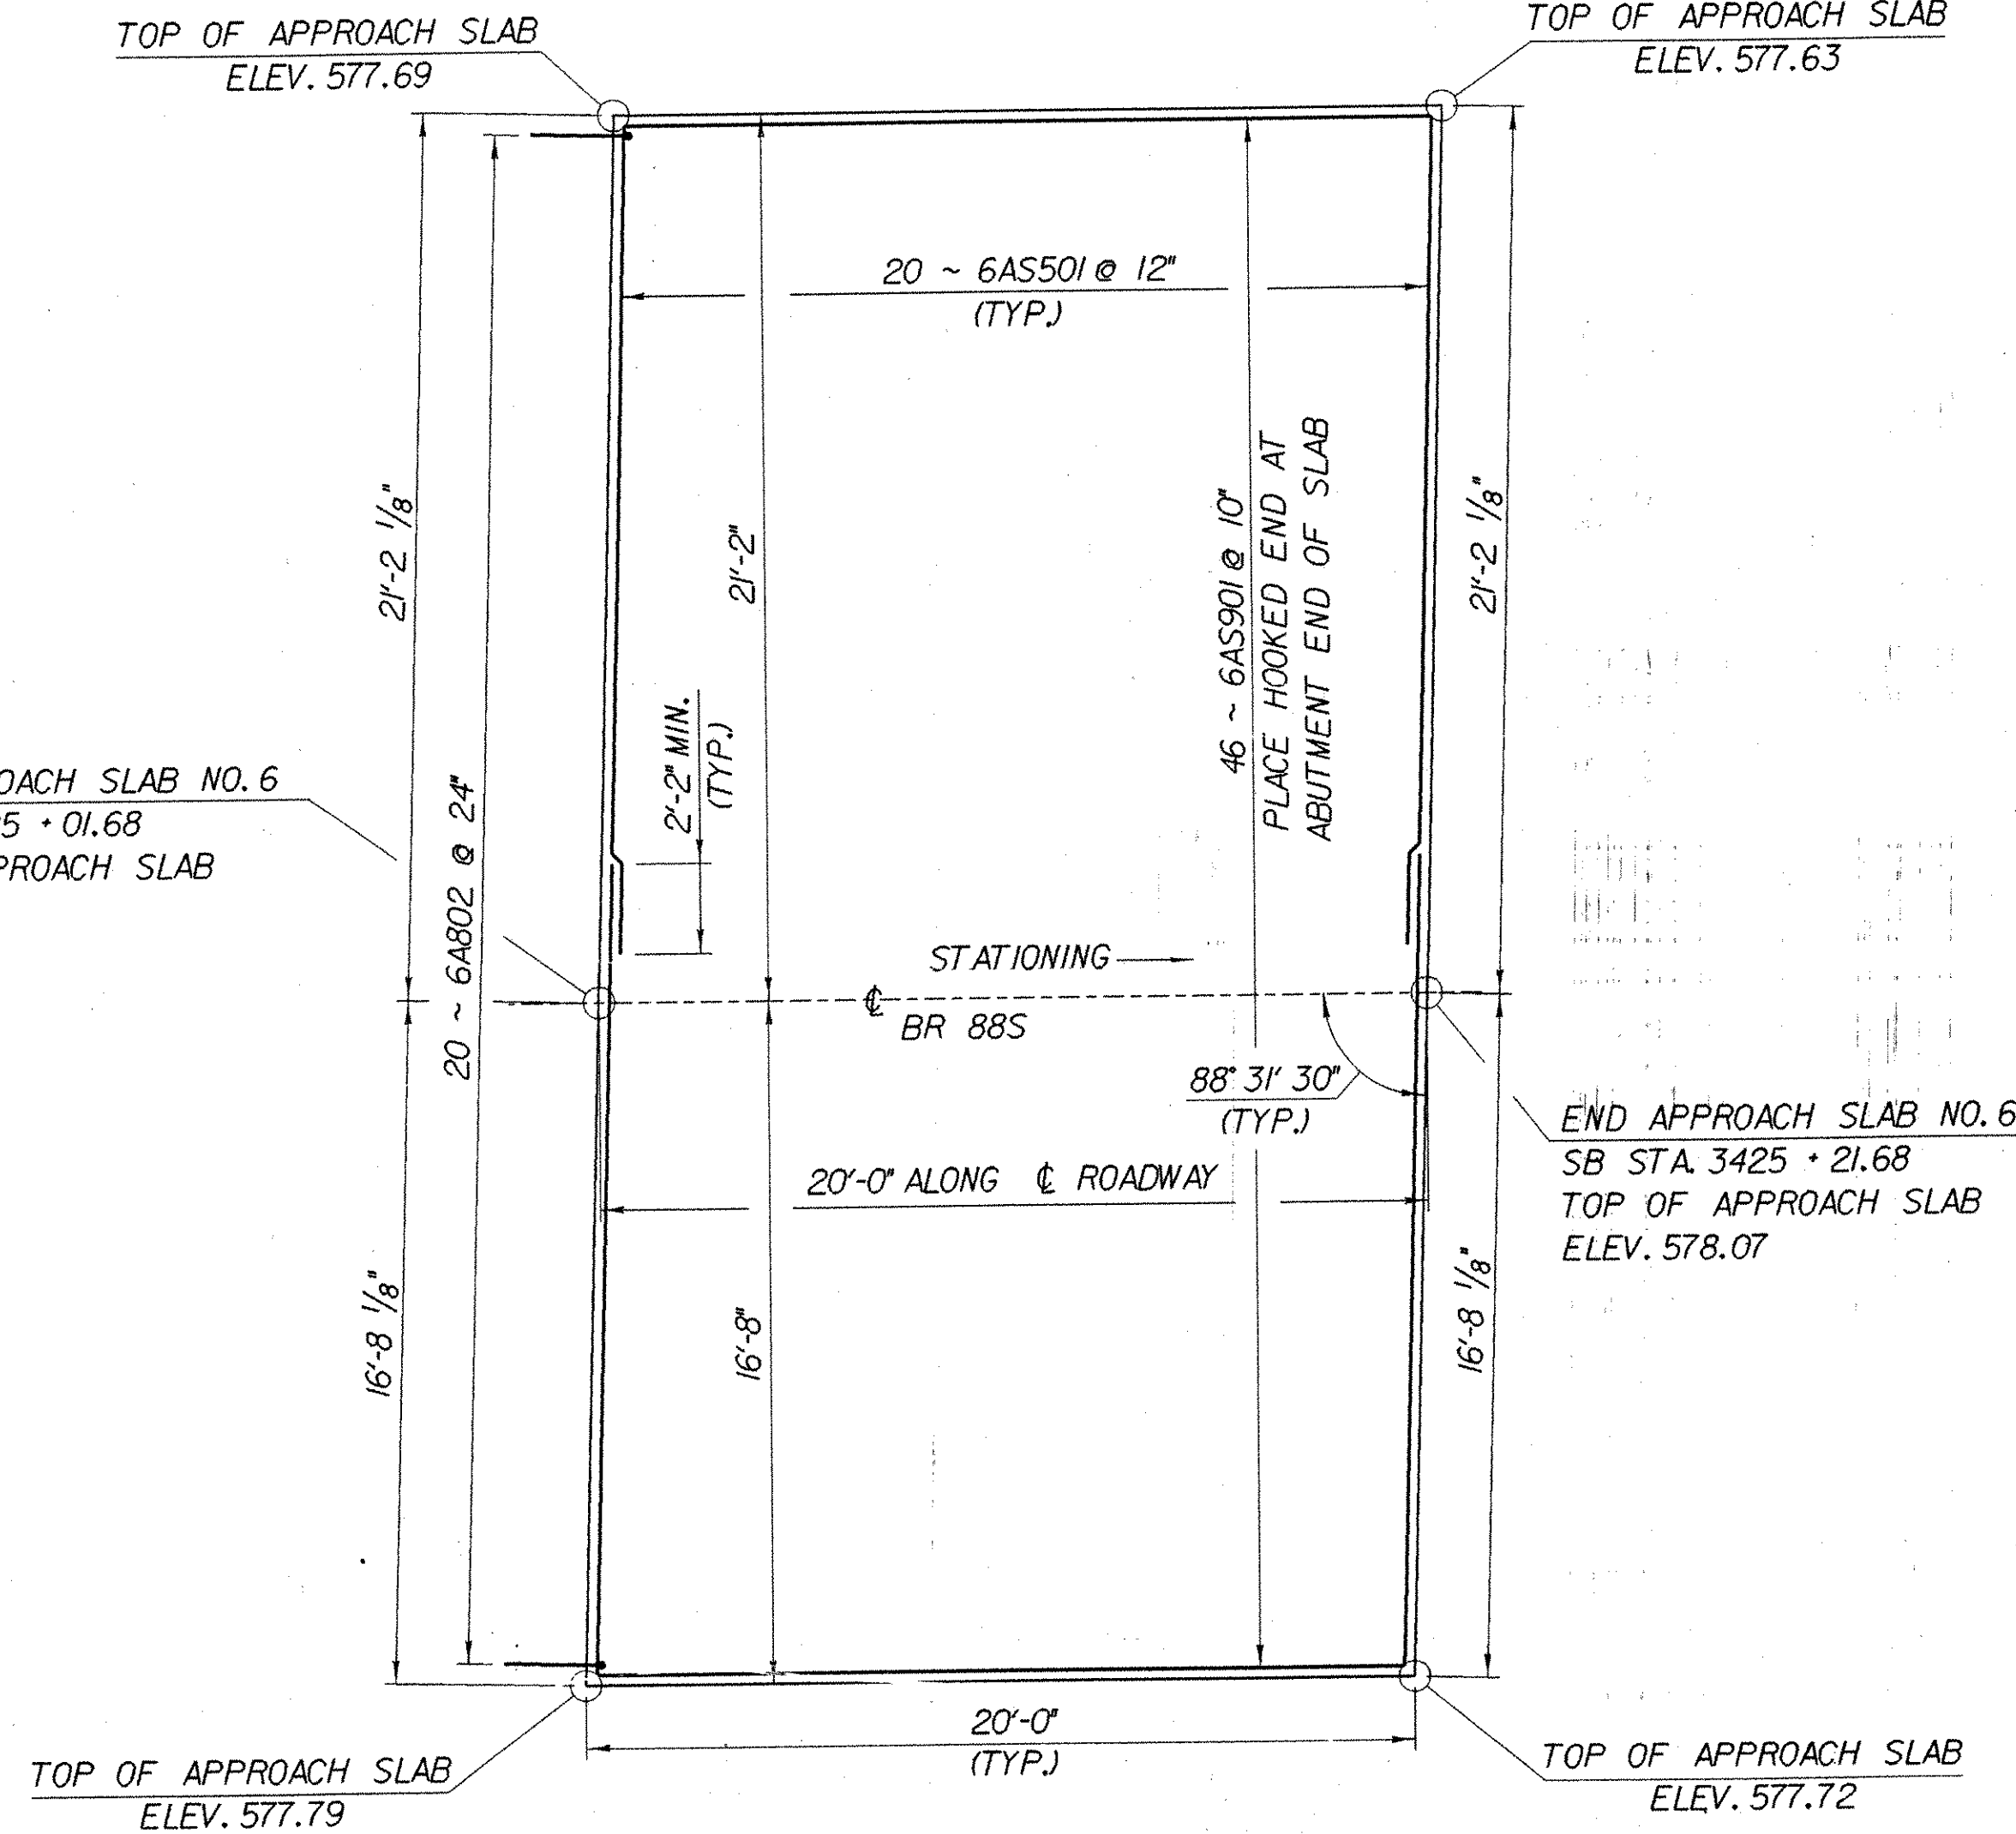 TOP OF APPROACH SLAB
ELEV. 577.69
TOP OF APPROACH SLAB
ELEV. 577.63
20 ~ 6AS501 @ 12"
(TYP.)
21'-2 1/8"
21'-2"
46 ~ 6AS901 @ 10"
PLACE HOOKED END AT
ABUTMENT END OF SLAB
21'-2 1/8"
2'-2" MIN.
(TYP.)
OACH SLAB NO. 6
5 + 01.68
PROACH SLAB
20 ~ 6A802 @ 24"
STATIONING
℄
BR 88S
88° 31' 30"
(TYP.)
20'-0" ALONG ℄ ROADWAY
END APPROACH SLAB NO. 6
SB STA. 3425 + 21.68
TOP OF APPROACH SLAB
ELEV. 578.07
16'-8 1/8"
16'-8"
16'-8 1/8"
20'-0"
(TYP.)
TOP OF APPROACH SLAB
ELEV. 577.79
TOP OF APPROACH SLAB
ELEV. 577.72